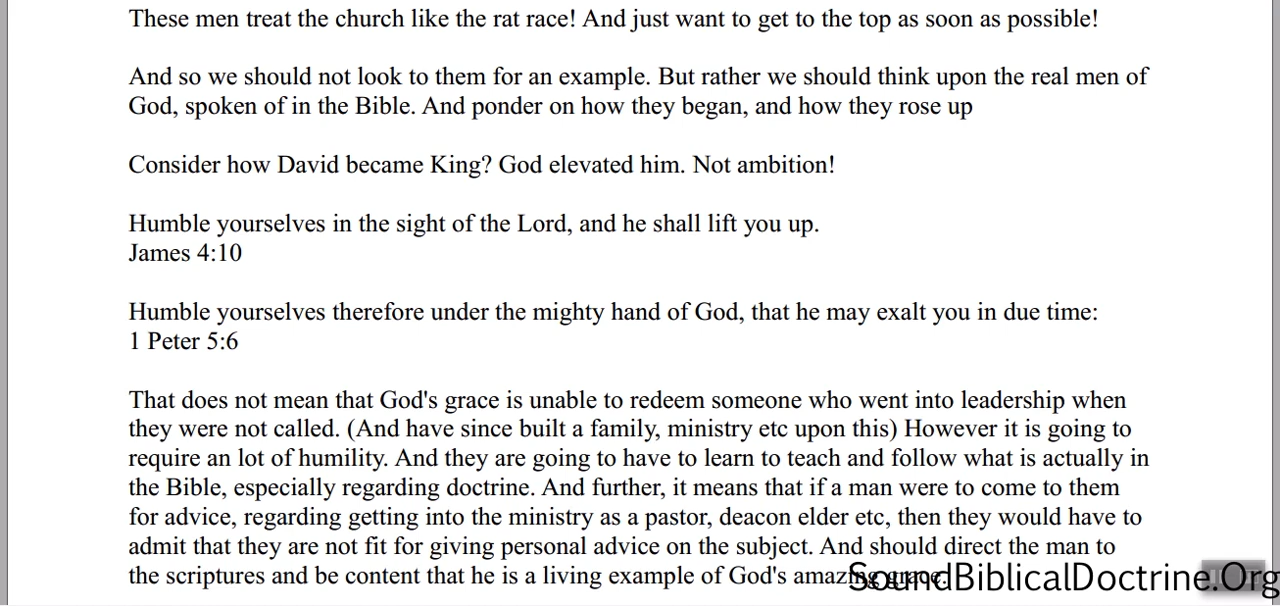 These men treat the church like the rat race! And just want to get to the top as soon as possible!
And so we should not look to them for an example. But rather we should think upon the real men of
God, spoken of in the Bible. And ponder on how they began, and how they rose up
Consider how David became King? God elevated him. Not ambition!
Humble yourselves in the sight of the Lord, and he shall lift you up.
James 4:10
Humble yourselves therefore under the mighty hand of God, that he may exalt you in due time:
1 Peter 5:6
That does not mean that God's grace is unable to redeem someone who went into leadership when
they were not called. (And have since built a family, ministry etc upon this) However it is going to
require an lot of humility. And they are going to have to learn to teach and follow what is actually in
the Bible, especially regarding doctrine. And further, it means that if a man were to come to them
for advice, regarding getting into the ministry as a pastor, deacon elder etc, then they would have to
admit that they are not fit for giving personal advice on the subject. And should direct the man to
the scriptures and be content that he is a living example of God's amazing grace.
SoundBiblicalDoctrine.Org